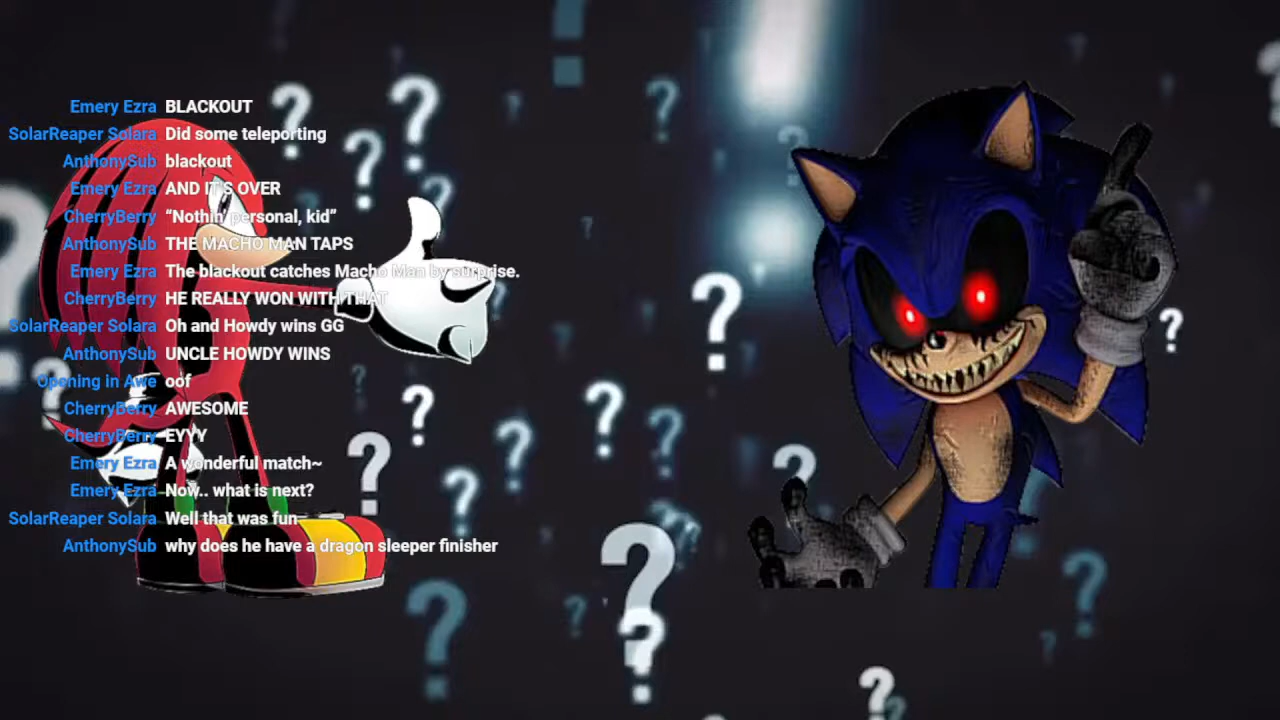 Emery Ezra BLACKOUT
SolarReaper Solara Did some teleporting
AnthonySub blackout
Emery Ezra AND IT'S OVER
CherryBerry “Nothin' personal, kid”
AnthonySub THE MACHO MAN TAPS
Emery Ezra The blackout catches Macho Man by surprise.
CherryBerry HE REALLY WON WITH THAT
SolarReaper Solara Oh and Howdy wins GG
AnthonySub UNCLE HOWDY WINS
Opening in Awe oof
CherryBerry AWESOME
CherryBerry EYYY
Emery Ezra A wonderful match~
Emery Ezra Now.. what is next?
SolarReaper Solara Well that was fun
AnthonySub why does he have a dragon sleeper finisher